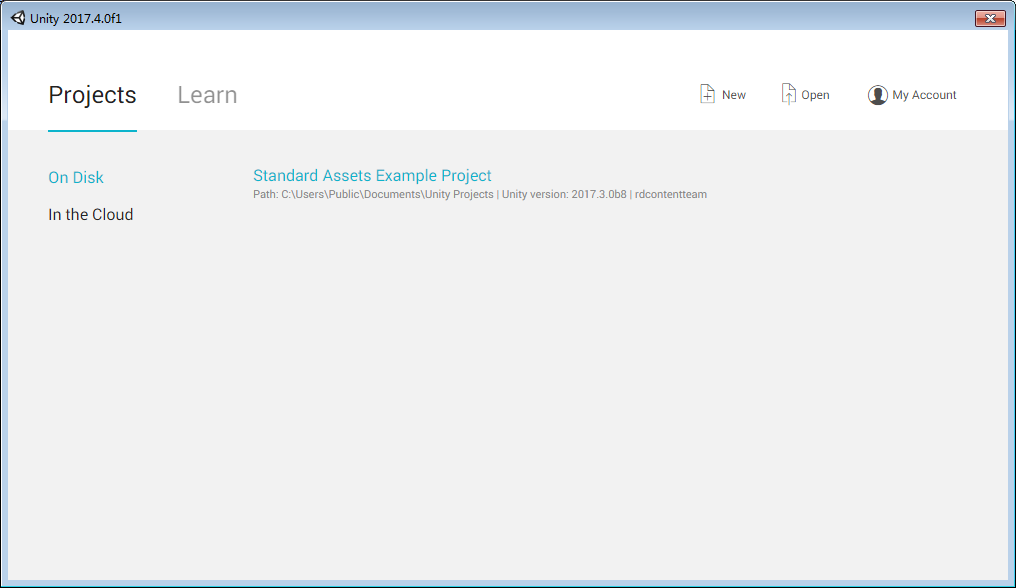 Unity 2017.4.0f1
Projects
Learn
New
Open
My Account
On Disk
In the Cloud
Standard Assets Example Project
Path: C:\Users\Public\Documents\Unity Projects | Unity version: 2017.3.0b8 | rdcontentteam